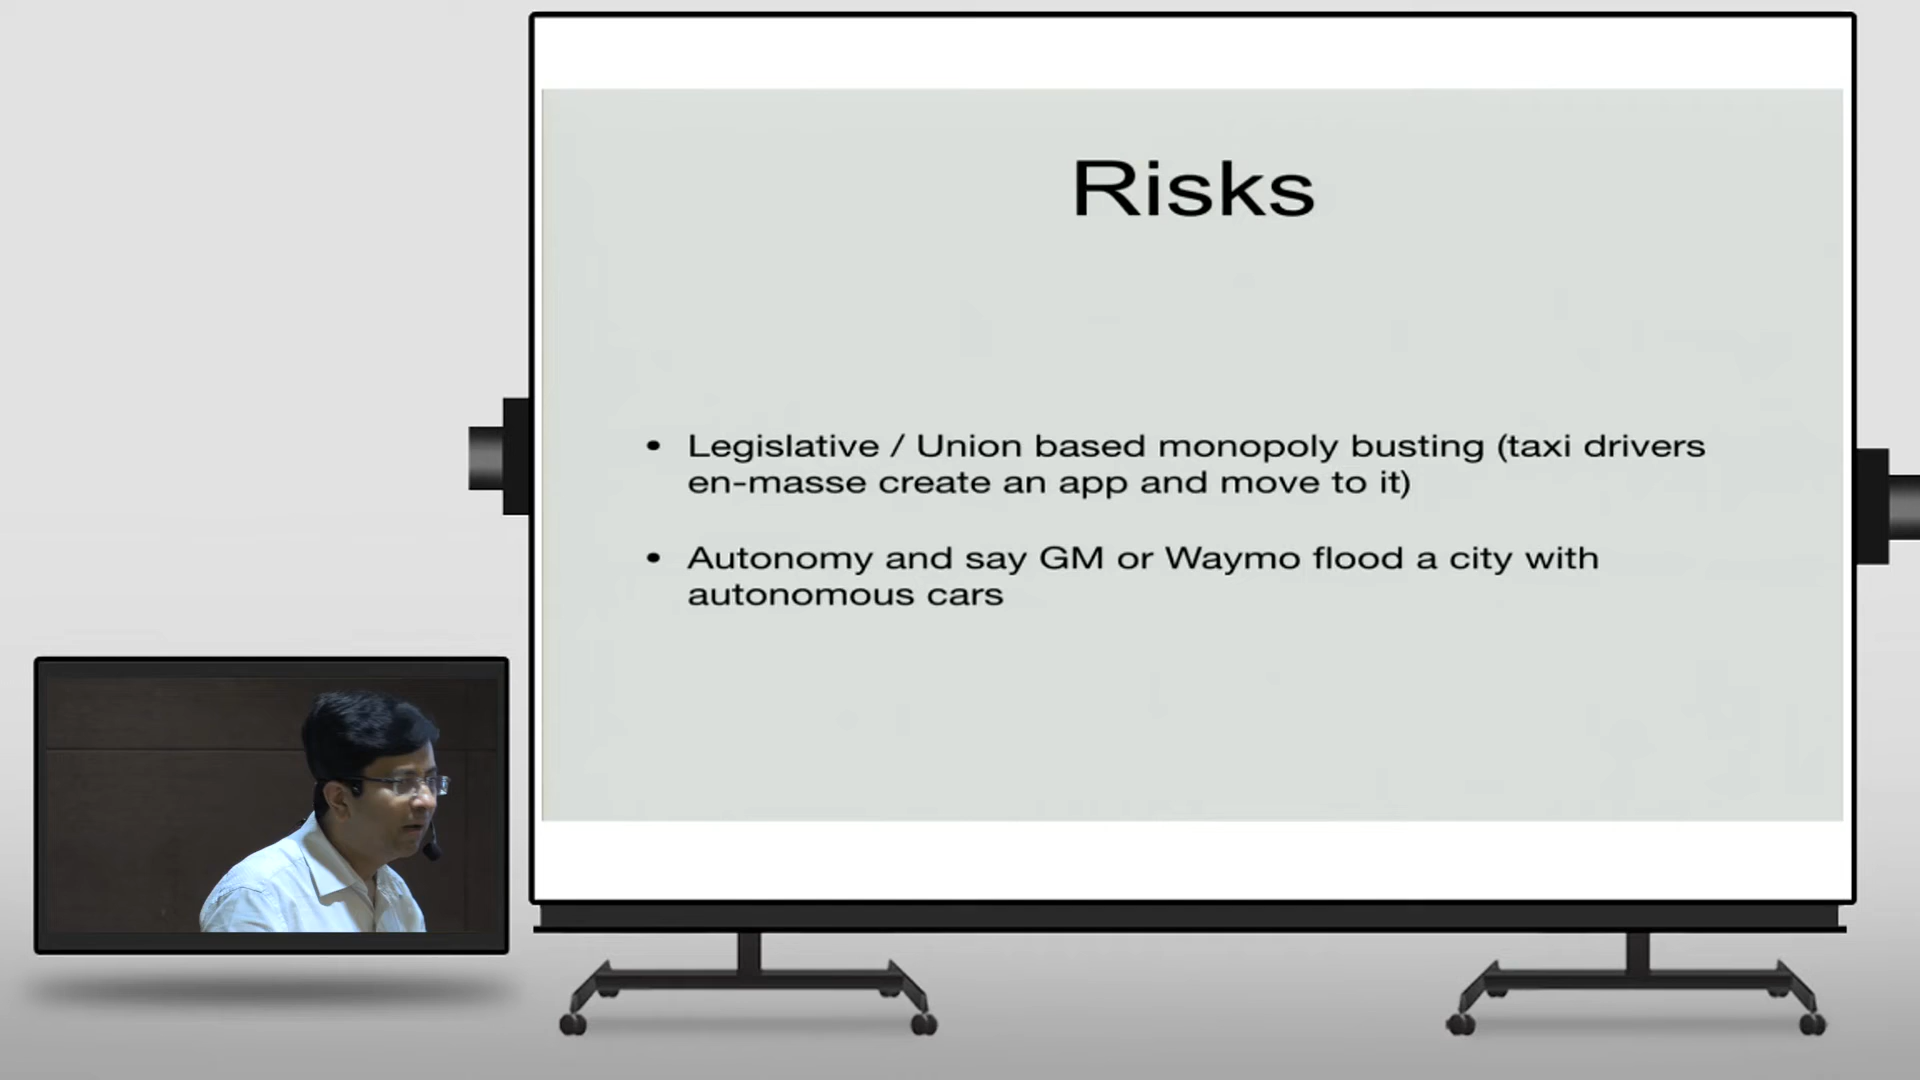 Risks
• Legislative / Union based monopoly busting (taxi drivers
en-masse create an app and move to it)
• Autonomy and say GM or Waymo flood a city with
autonomous cars